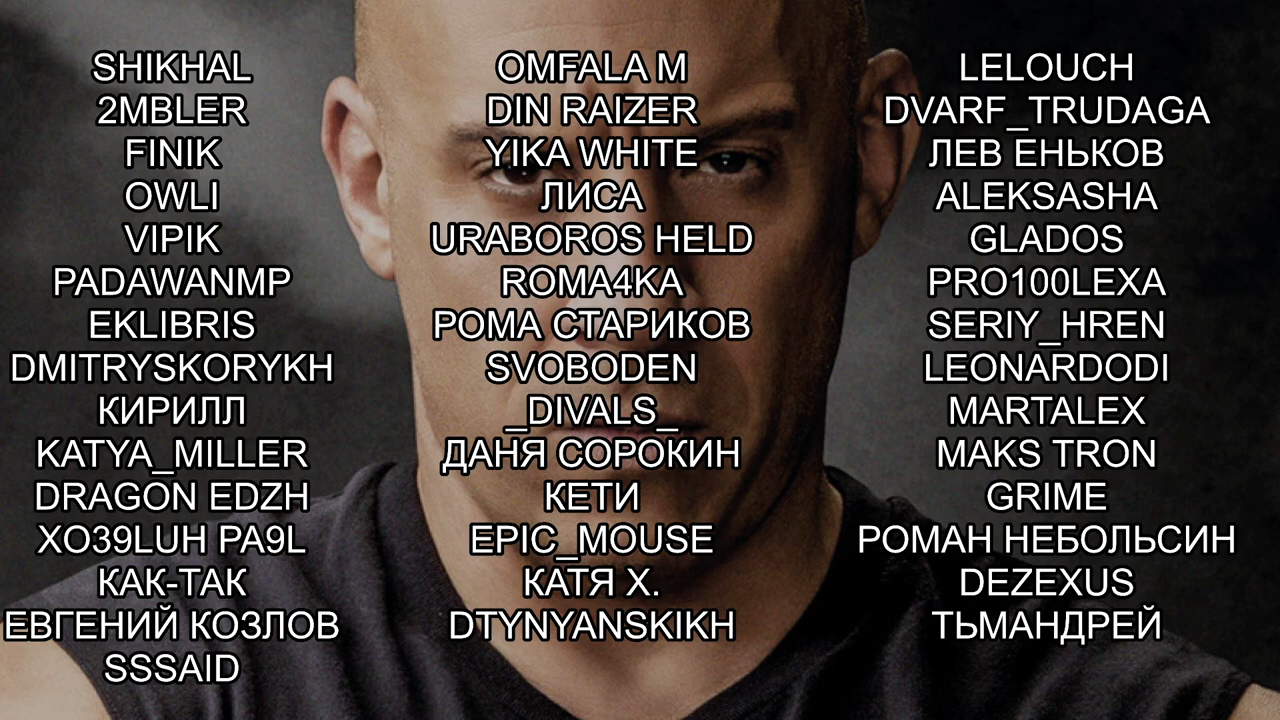 SHIKHAL
2MBLER
FINIK
OWLI
VIPIK
PADAWANMP
EKLIBRIS
DMITRYSKORYKH
КИРИЛЛ
KATYA_MILLER
DRAGON EDZH
XO39LUH PA9L
КАК-ТАК
ЕВГЕНИЙ КОЗЛОВ
SSSAID
OMFALA M
DIN RAIZER
YIKA WHITE
ЛИСА
URABOROS HELD
ROMA4KA
РОМА СТАРИКОВ
SVOBODEN
_DIVALS_
ДАНЯ СОРОКИН
КЕТИ
EPIC_MOUSE
КАТЯ Х.
DTYNYANSKIKH
LELOUCH
DVARF_TRUDAGA
ЛЕВ ЕНЬКОВ
ALEKSASHA
GLADOS
PRO100LEXA
SERIY_HREN
LEONARDODI
MARTALEX
MAKS TRON
GRIME
РОМАН НЕБОЛЬСИН
DEZEXUS
ТЬМАНДРЕЙ